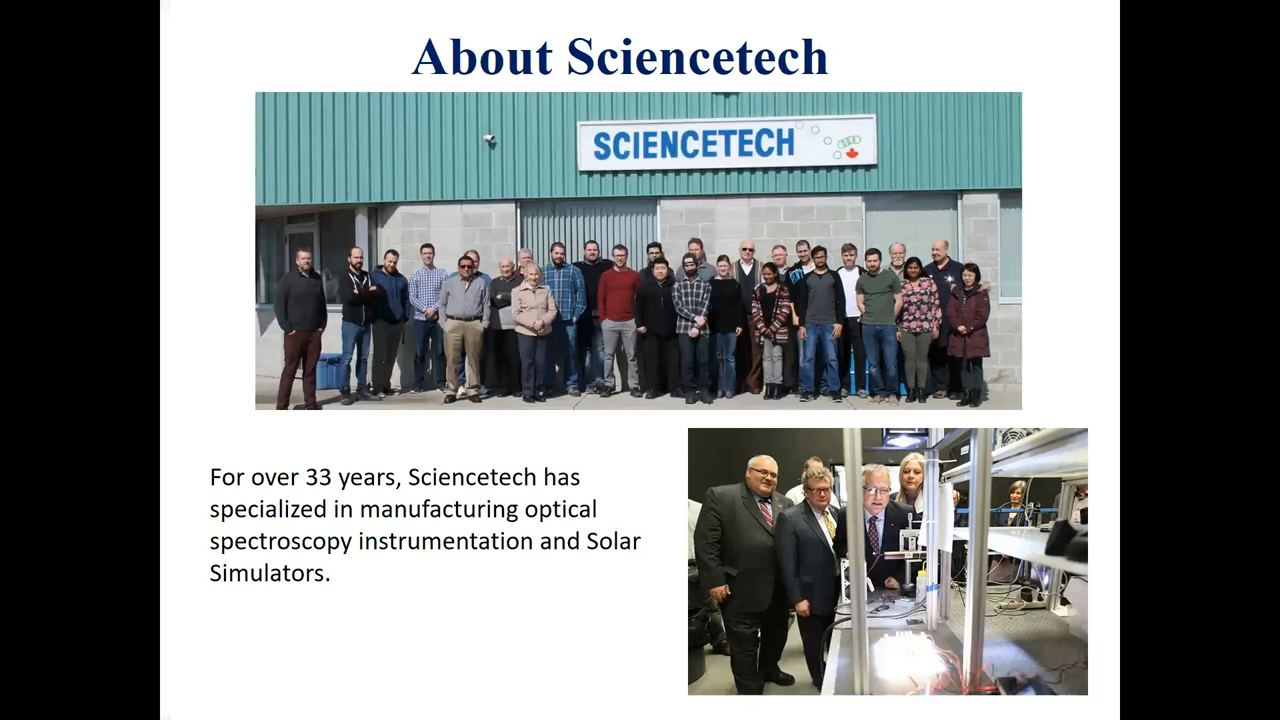 About Sciencetech
SCIENCETECH
For over 33 years, Sciencetech has
specialized in manufacturing optical
spectroscopy instrumentation and Solar
Simulators.